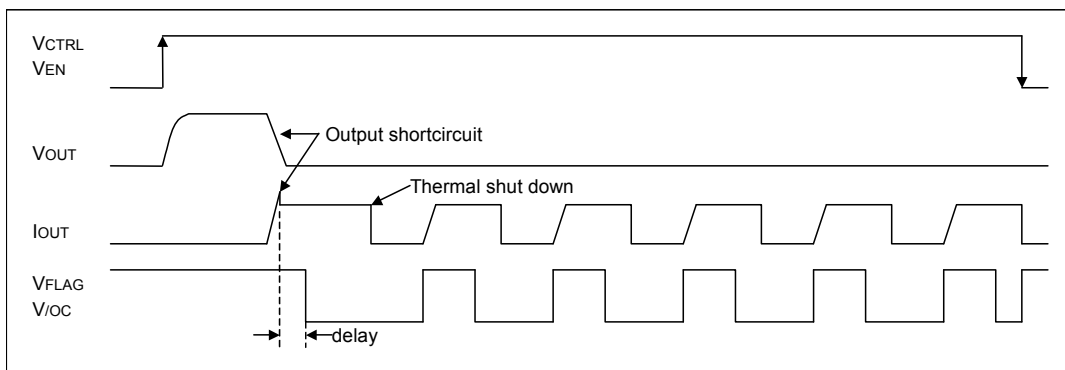 VCTRL
VEN
VOUT
Output shortcircuit
Thermal shut down
IOUT
VFLAG
V/OC
delay